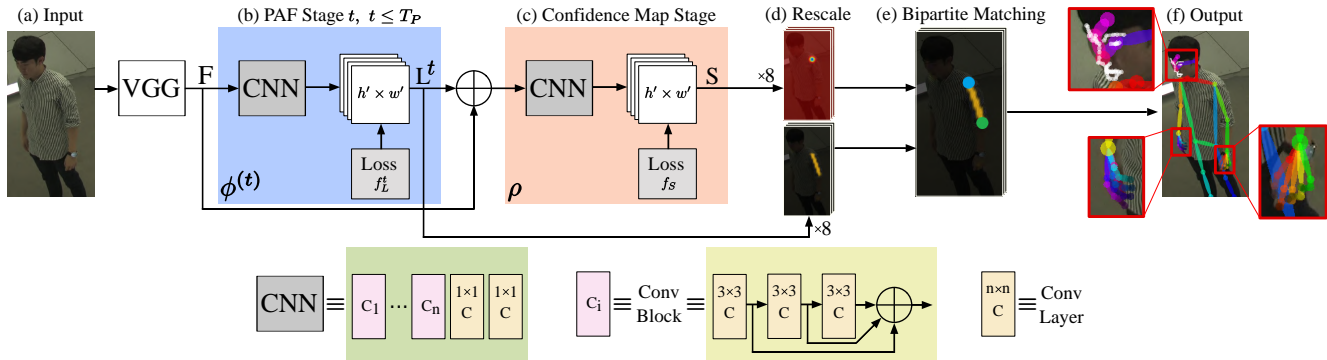 (a) Input
(b) PAF Stage t, t ≤ T_P
(c) Confidence Map Stage
(d) Rescale
(e) Bipartite Matching
(f) Output
VGG
F
CNN
h′ × w′
L^t
Loss
f_L^t
ϕ^(t)
CNN
h′ × w′
S
Loss
f_S
ρ
×8
×8
CNN
C_1
...
C_n
1×1
C
1×1
C
C_i
Conv
Block
3×3
C
3×3
C
3×3
C
n×n
C
Conv
Layer